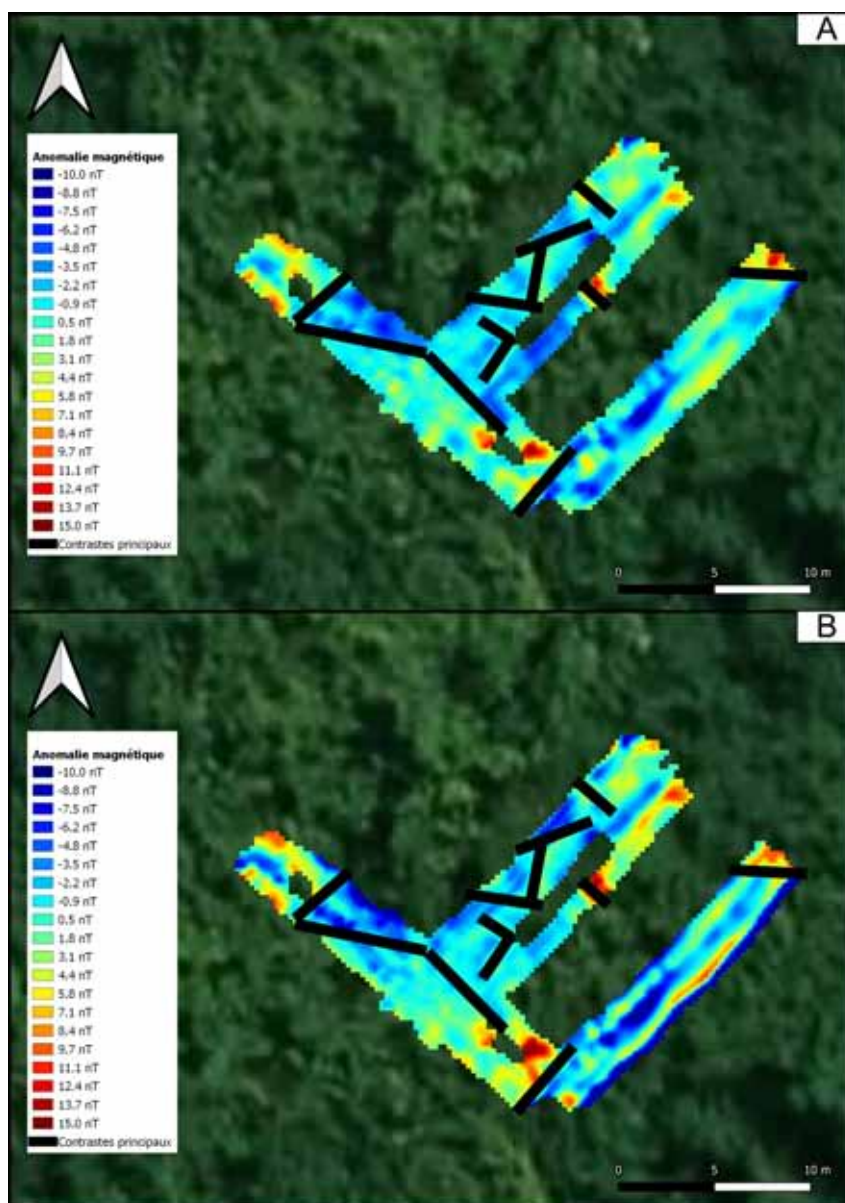 A
Anomalie magnétique
-10.0 nT
-8.8 nT
-7.5 nT
-6.2 nT
-4.8 nT
-3.5 nT
-2.2 nT
-0.9 nT
0.5 nT
1.8 nT
3.1 nT
4.4 nT
5.8 nT
7.1 nT
8.4 nT
9.7 nT
11.1 nT
12.4 nT
13.7 nT
15.0 nT
Contrastes principaux
0 5 10 m
B
Anomalie magnétique
-10.0 nT
-8.8 nT
-7.5 nT
-6.2 nT
-4.8 nT
-3.5 nT
-2.2 nT
-0.9 nT
0.5 nT
1.8 nT
3.1 nT
4.4 nT
5.8 nT
7.1 nT
8.4 nT
9.7 nT
11.1 nT
12.4 nT
13.7 nT
15.0 nT
Contrastes principaux
0 5 10 m